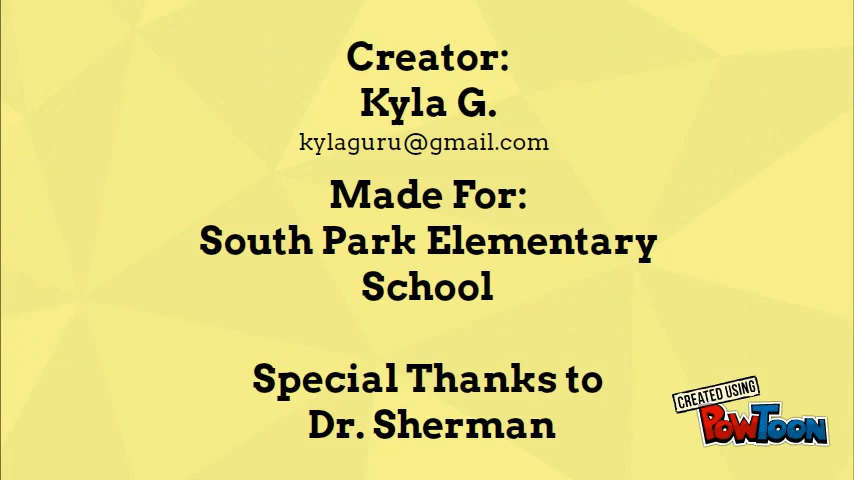 Creator:
Kyla G.
kylaguru@gmail.com
Made For:
South Park Elementary
School
Special Thanks to
Dr. Sherman
CREATED USING
POWTOON